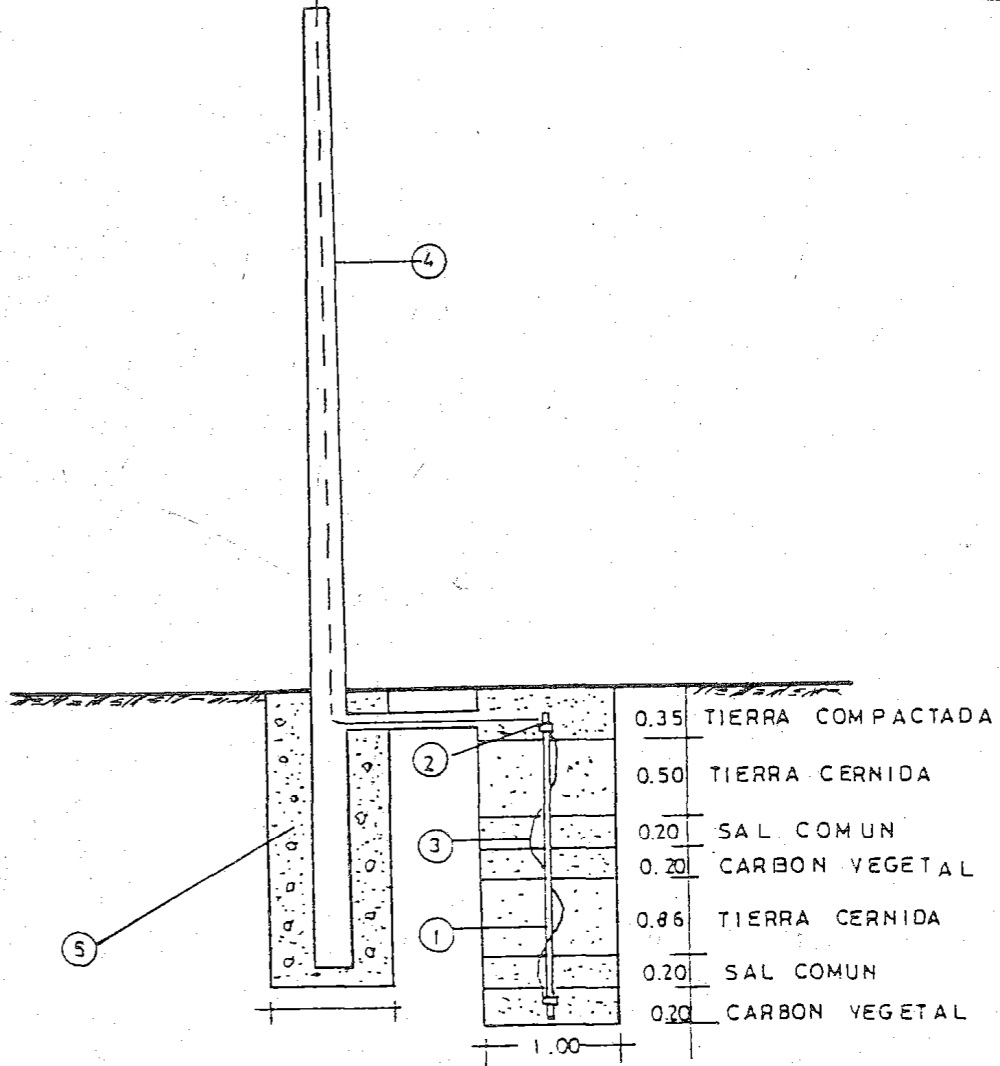 4
0.35 TIERRA COMPACTADA
2
0.50 TIERRA CERNIDA
0.20 SAL COMUN
3
0.20 CARBON VEGETAL
0.86 TIERRA CERNIDA
1
5
0.20 SAL COMUN
0.20 CARBON VEGETAL
1.00